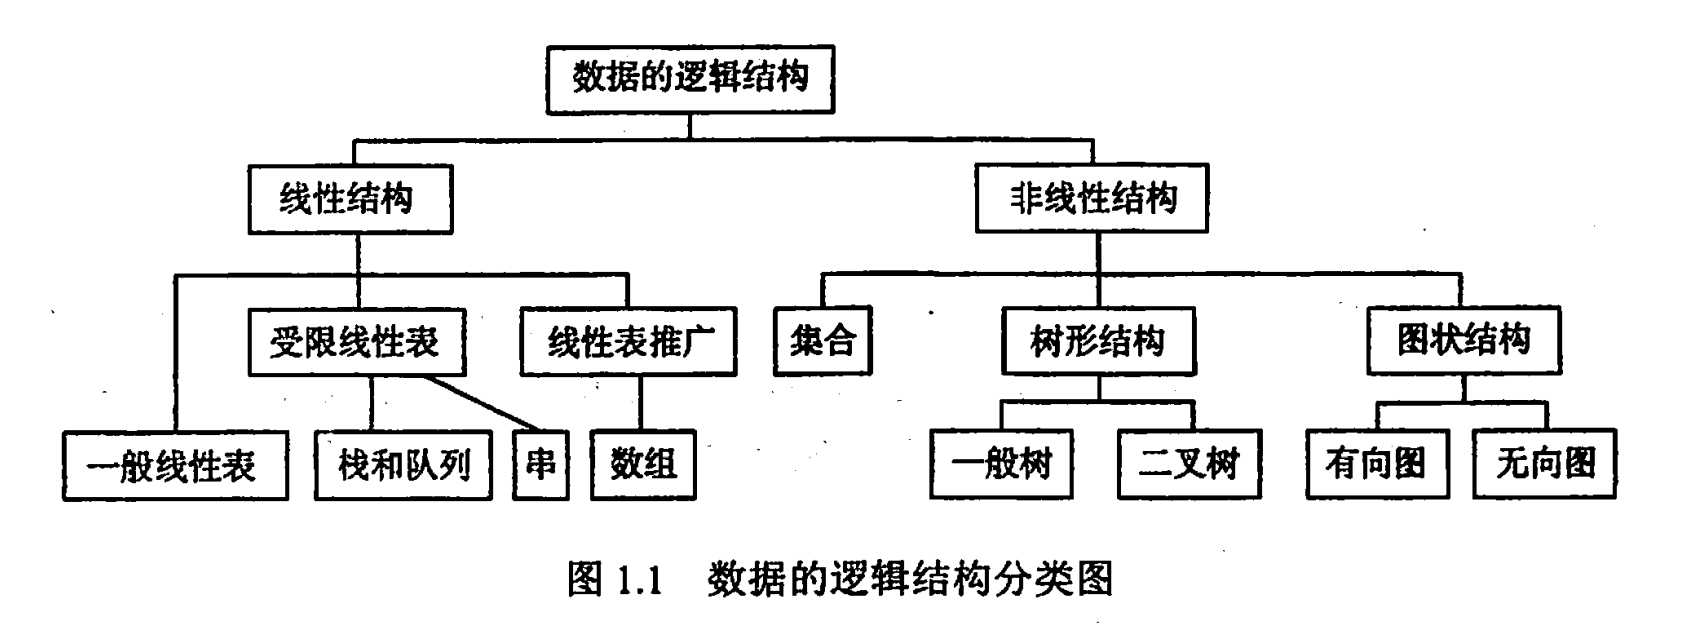 数据的逻辑结构
线性结构
非线性结构
受限线性表
线性表推广
集合
树形结构
图状结构
一般线性表
栈和队列
串
数组
一般树
二叉树
有向图
无向图
图 1.1 数据的逻辑结构分类图